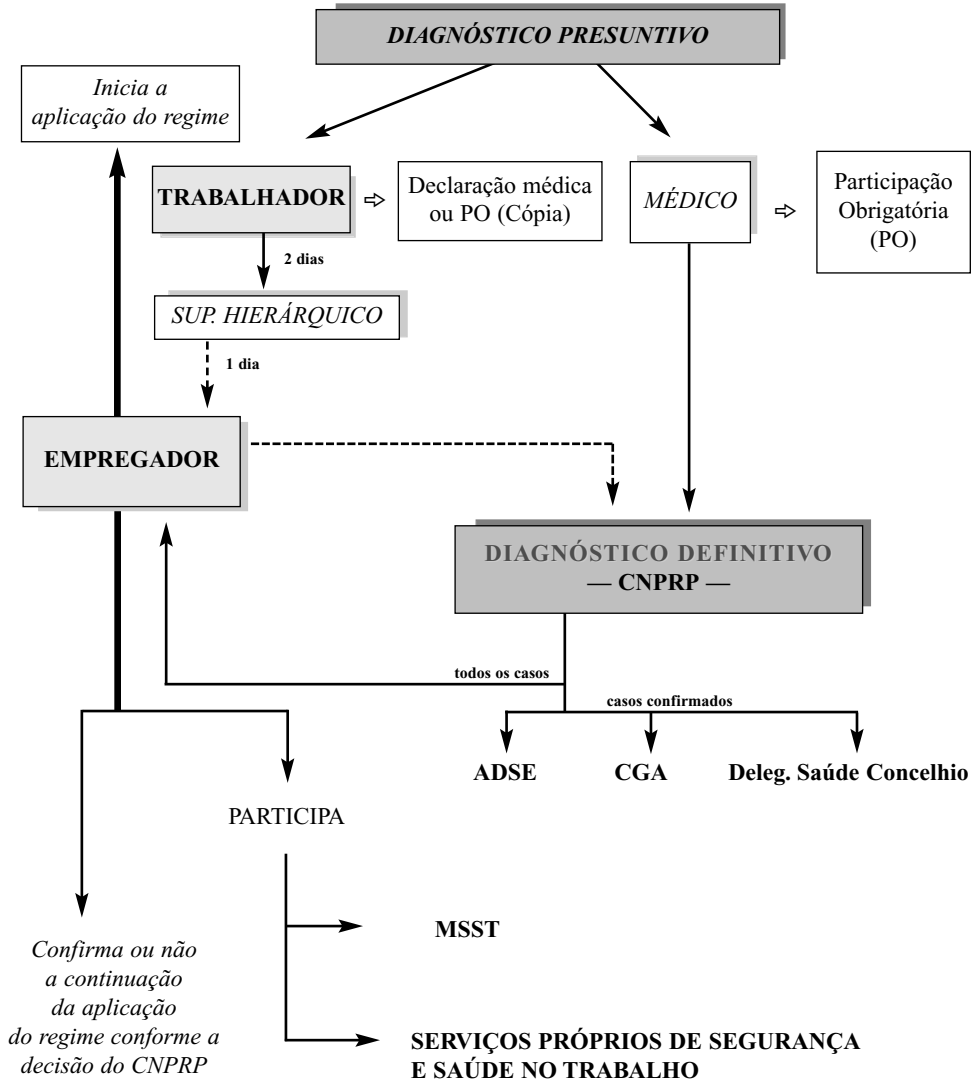 DIAGNÓSTICO PRESUNTIVO
Inicia a
aplicação do regime
TRABALHADOR
Declaração médica
ou PO (Cópia)
MÉDICO
Participação
Obrigatória
(PO)
2 dias
SUP. HIERÁRQUICO
1 dia
EMPREGADOR
DIAGNÓSTICO DEFINITIVO
— CNPRP —
todos os casos
casos confirmados
ADSE
CGA
Deleg. Saúde Concelhio
PARTICIPA
MSST
Confirma ou não
a continuação
da aplicação
do regime conforme a
decisão do CNPRP
SERVIÇOS PRÓPRIOS DE SEGURANÇA
E SAÚDE NO TRABALHO